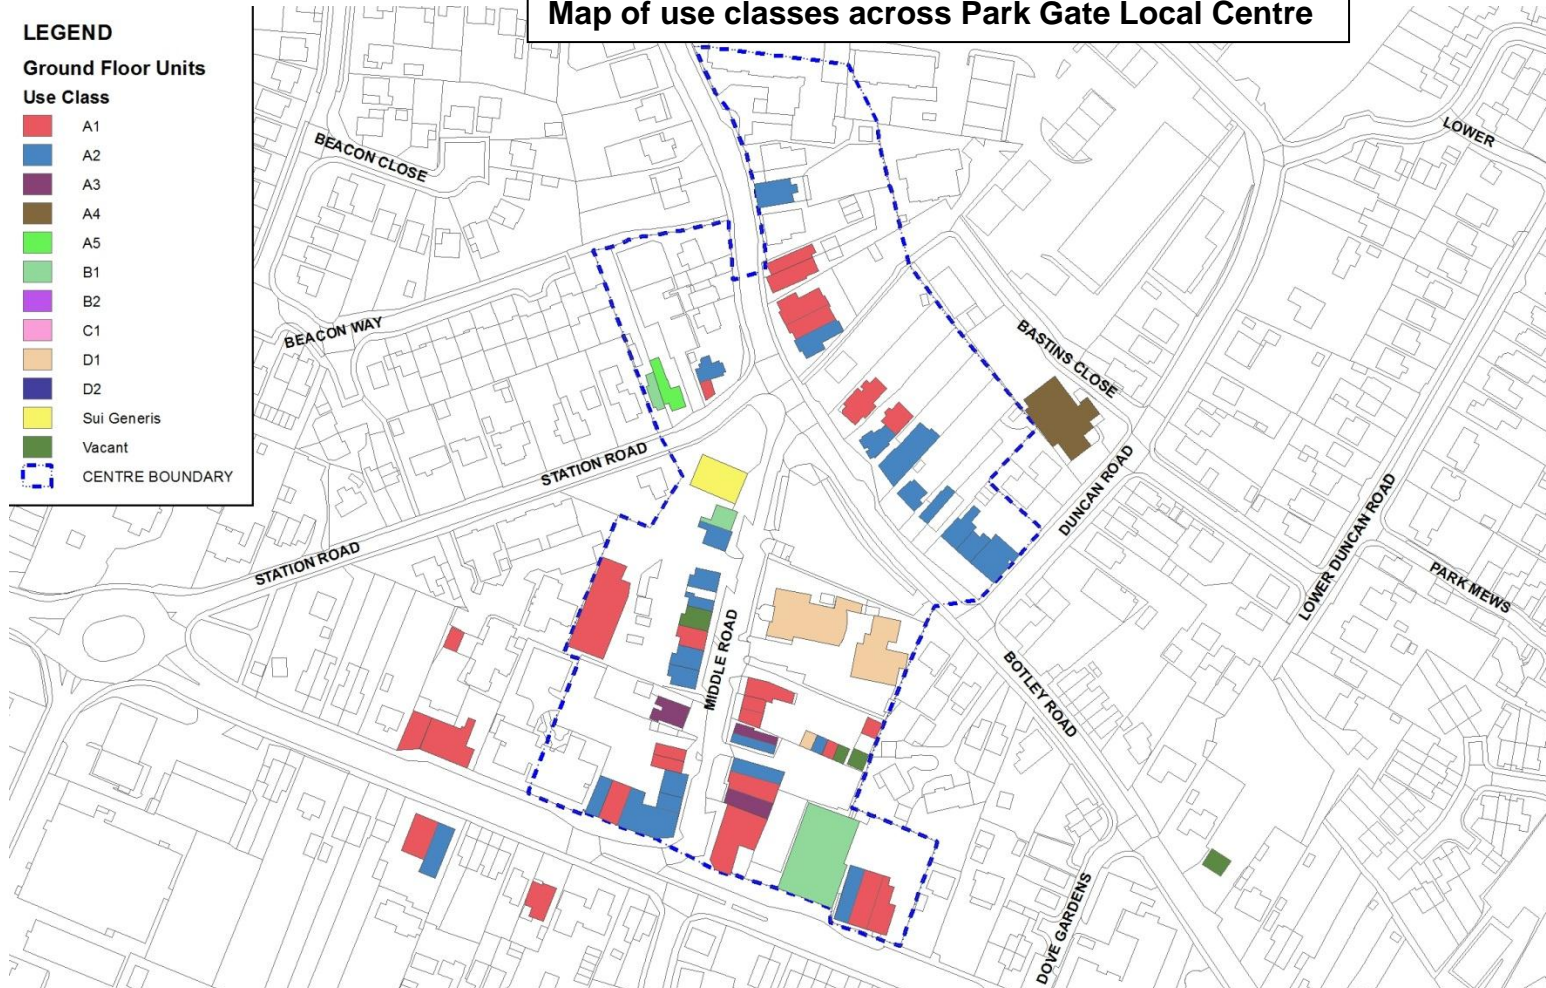 Map of use classes across Park Gate Local Centre
LEGEND
Ground Floor Units
Use Class
A1
A2
A3
A4
A5
B1
B2
C1
D1
D2
Sui Generis
Vacant
CENTRE BOUNDARY
BEACON CLOSE
LOWER
BEACON WAY
BASTINS CLOSE
STATION ROAD
DUNCAN ROAD
LOWER DUNCAN ROAD
STATION ROAD
PARK MEWS
MIDDLE ROAD
BOTLEY ROAD
DOVE GARDENS